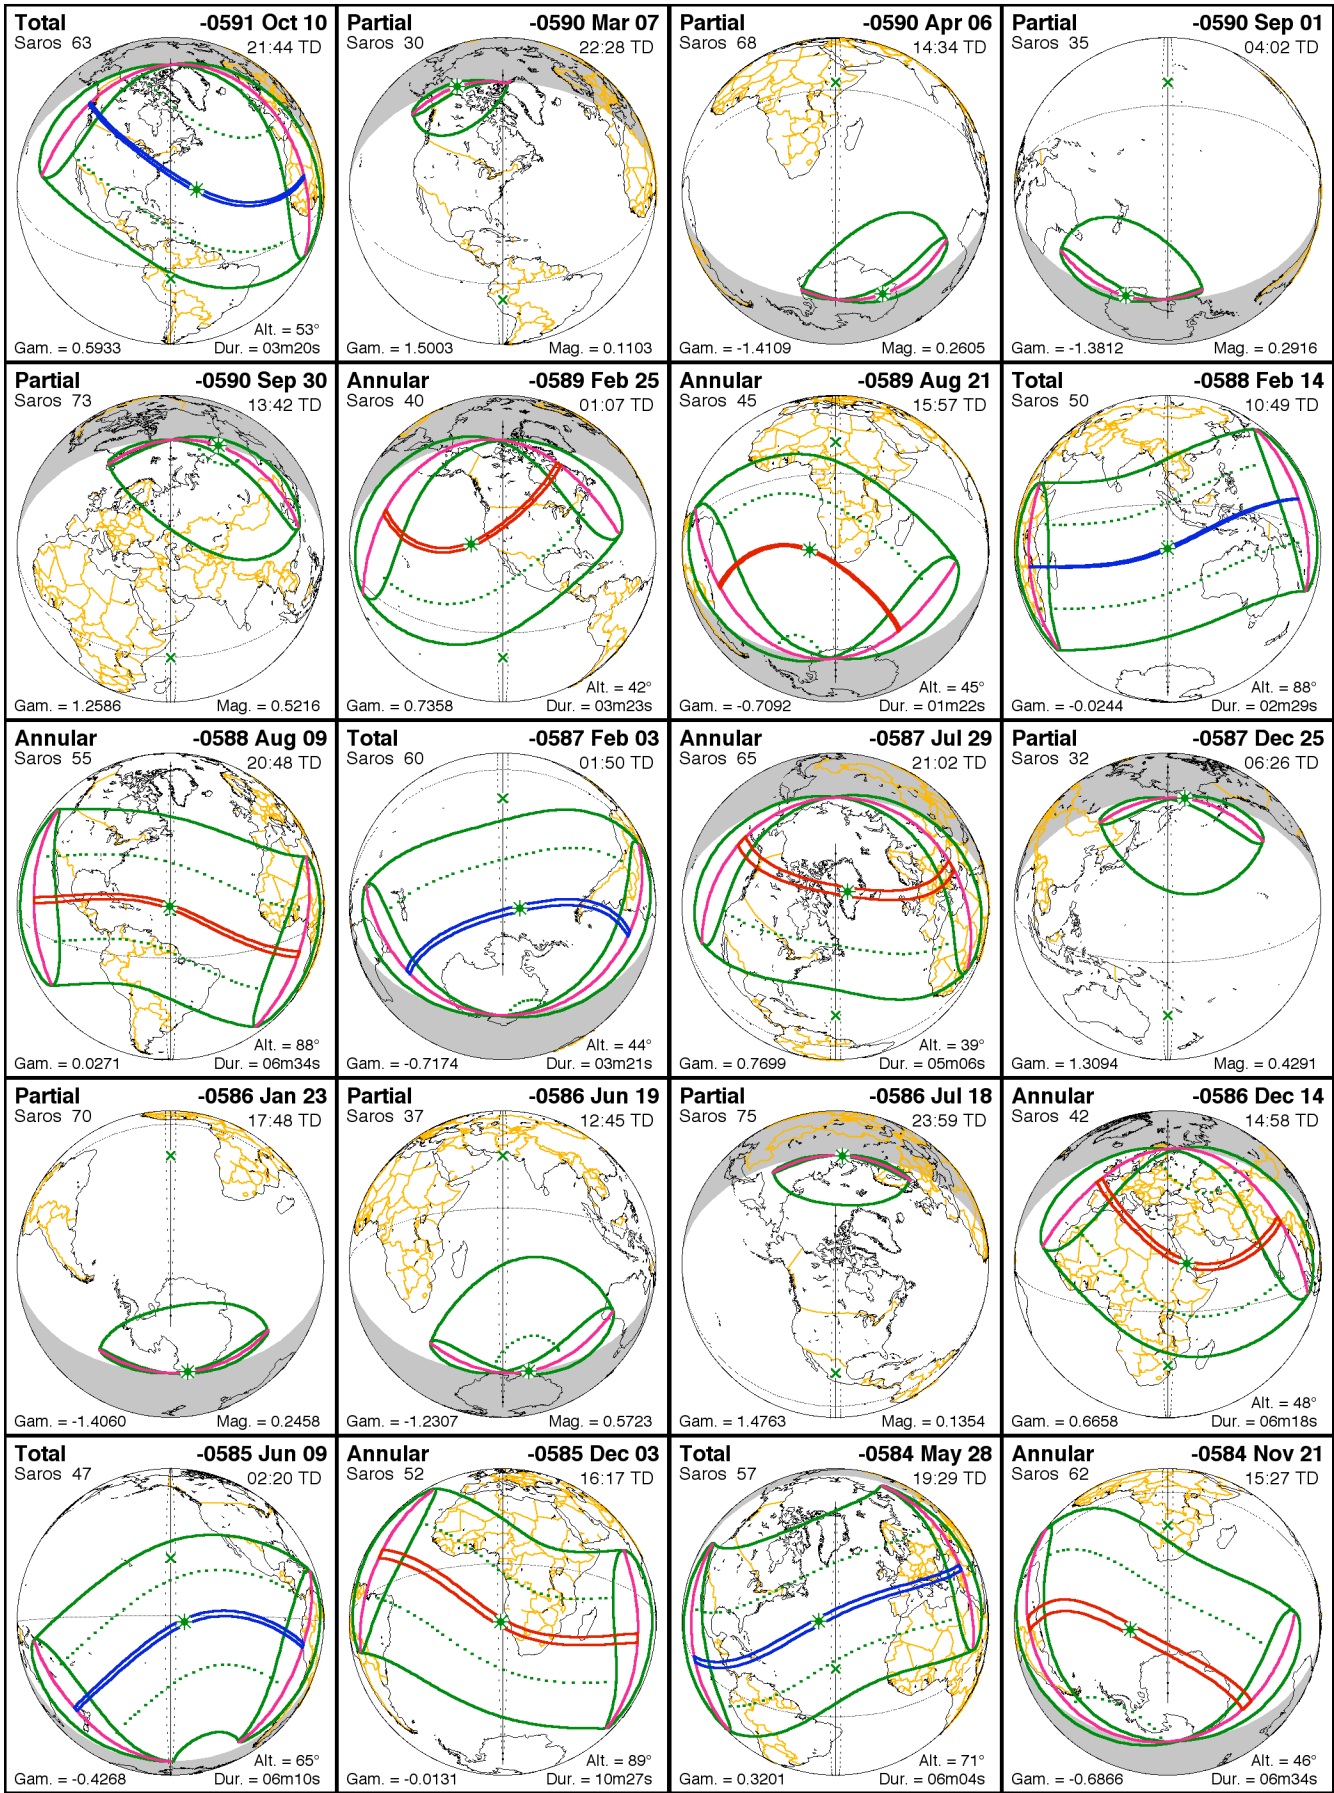 Total -0591 Oct 10
Saros 63 21:44 TD
Alt. = 53°
Gam. = 0.5933 Dur. = 03m20s
Partial -0590 Mar 07
Saros 30 22:28 TD
Gam. = 1.5003 Mag. = 0.1103
Partial -0590 Apr 06
Saros 68 14:34 TD
Gam. = -1.4109 Mag. = 0.2605
Partial -0590 Sep 01
Saros 35 04:02 TD
Gam. = -1.3812 Mag. = 0.2916
Partial -0590 Sep 30
Saros 73 13:42 TD
Gam. = 1.2586 Mag. = 0.5216
Annular -0589 Feb 25
Saros 40 01:07 TD
Alt. = 42°
Gam. = 0.7358 Dur. = 03m23s
Annular -0589 Aug 21
Saros 45 15:57 TD
Alt. = 45°
Gam. = -0.7092 Dur. = 01m22s
Total -0588 Feb 14
Saros 50 10:49 TD
Alt. = 88°
Gam. = -0.0244 Dur. = 02m29s
Annular -0588 Aug 09
Saros 55 20:48 TD
Alt. = 88°
Gam. = 0.0271 Dur. = 06m34s
Total -0587 Feb 03
Saros 60 01:50 TD
Alt. = 44°
Gam. = -0.7174 Dur. = 03m21s
Annular -0587 Jul 29
Saros 65 21:02 TD
Alt. = 39°
Gam. = 0.7699 Dur. = 05m06s
Partial -0587 Dec 25
Saros 32 06:26 TD
Gam. = 1.3094 Mag. = 0.4291
Partial -0586 Jan 23
Saros 70 17:48 TD
Gam. = -1.4060 Mag. = 0.2458
Partial -0586 Jun 19
Saros 37 12:45 TD
Gam. = -1.2307 Mag. = 0.5723
Partial -0586 Jul 18
Saros 75 23:59 TD
Gam. = 1.4763 Mag. = 0.1354
Annular -0586 Dec 14
Saros 42 14:58 TD
Alt. = 48°
Gam. = 0.6658 Dur. = 06m18s
Total -0585 Jun 09
Saros 47 02:20 TD
Alt. = 65°
Gam. = -0.4268 Dur. = 06m10s
Annular -0585 Dec 03
Saros 52 16:17 TD
Alt. = 89°
Gam. = -0.0131 Dur. = 10m27s
Total -0584 May 28
Saros 57 19:29 TD
Alt. = 71°
Gam. = 0.3201 Dur. = 06m04s
Annular -0584 Nov 21
Saros 62 15:27 TD
Alt. = 46°
Gam. = -0.6866 Dur. = 06m34s